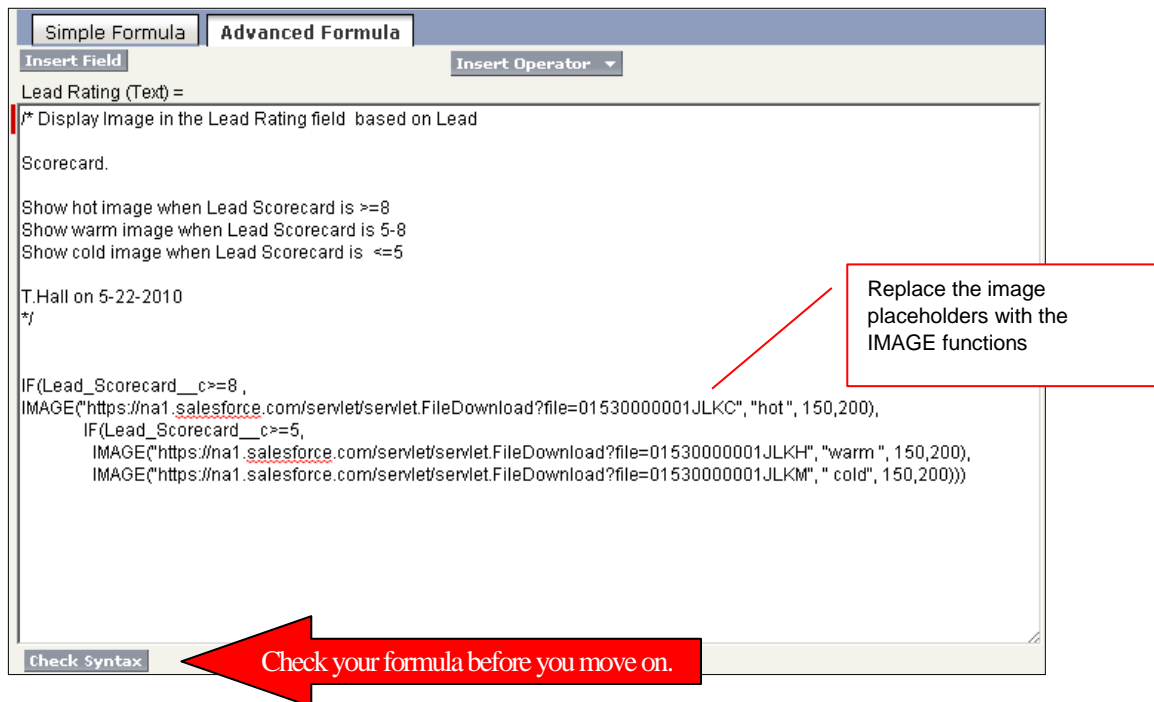 Simple Formula
Advanced Formula
Insert Field
Insert Operator
Lead Rating (Text) =
/* Display Image in the Lead Rating field  based on Lead
Scorecard.
Show hot image when Lead Scorecard is >=8
Show warm image when Lead Scorecard is 5-8
Show cold image when Lead Scorecard is  <=5
T.Hall on 5-22-2010
*/
Replace the image
placeholders with the
IMAGE functions
IF(Lead_Scorecard__c>=8 ,
IMAGE("https://na1.salesforce.com/servlet/servlet.FileDownload?file=01530000001JLKC", "hot ", 150,200),
IF(Lead_Scorecard__c>=5,
IMAGE("https://na1.salesforce.com/servlet/servlet.FileDownload?file=01530000001JLKH", "warm ", 150,200),
IMAGE("https://na1.salesforce.com/servlet/servlet.FileDownload?file=01530000001JLKM", " cold", 150,200)))
Check Syntax
Check your formula before you move on.